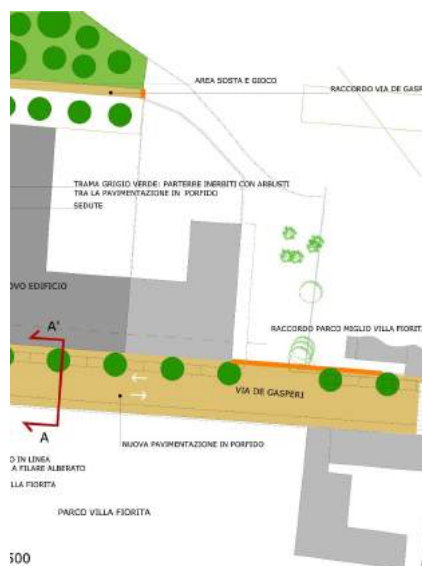 AREA SOSTA E GIOCO
RACCORDO VIA DE GASP
TRAMA GRIGIO VERDE: PARTERRE INERBITI CON ARBUSTI
TRA LA PAVIMENTAZIONE IN PORFIDO
SEDUTE
OVO EDIFICIO
A'
RACCORDO PARCO MIGLIO VILLA FIORITA
VIA DE GASPERI
A
NUOVA PAVIMENTAZIONE IN PORFIDO
O IN LINEA
A FILARE ALBERATO
LLA FIORITA
PARCO VILLA FIORITA
500